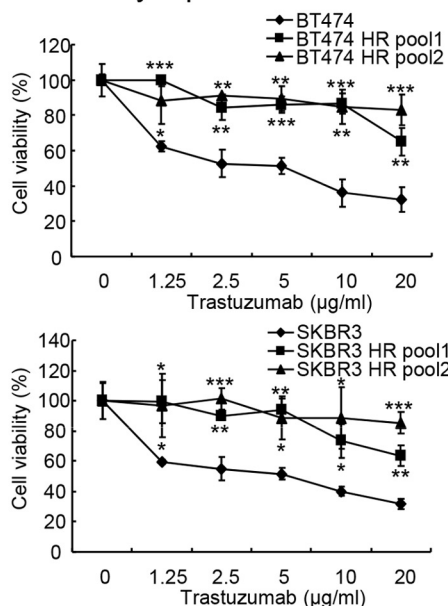 BT474
BT474 HR pool1
BT474 HR pool2
Cell viability (%)
120
100
80
60
40
20
0
***
**
**
***
***
*
**
***
**
**
0 1.25 2.5 5 10 20
Trastuzumab (μg/ml)
SKBR3
SKBR3 HR pool1
SKBR3 HR pool2
Cell viability (%)
140
120
100
80
60
40
20
0
*
***
**
*
***
*
**
*
*
**
0 1.25 2.5 5 10 20
Trastuzumab (μg/ml)